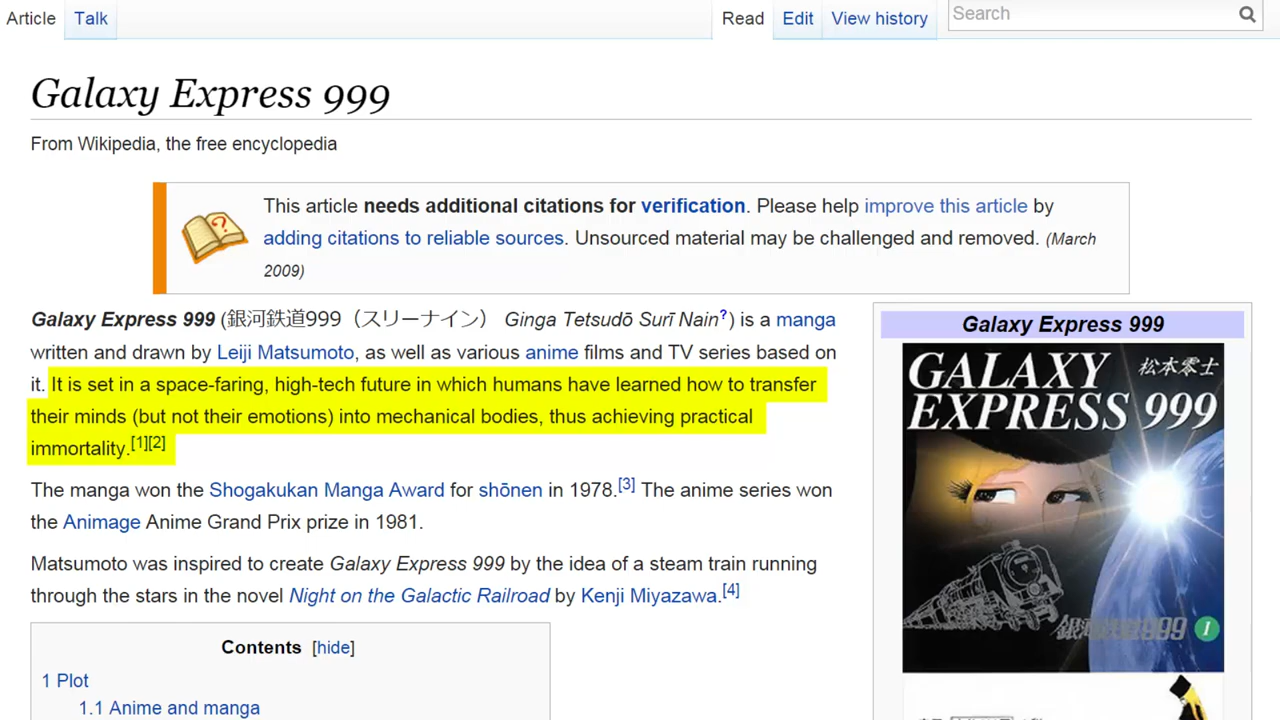 Article Talk Read Edit View history Search
Galaxy Express 999
From Wikipedia, the free encyclopedia
This article needs additional citations for verification. Please help improve this article by
adding citations to reliable sources. Unsourced material may be challenged and removed. (March
2009)
Galaxy Express 999 (銀河鉄道999（スリーナイン） Ginga Tetsudō Surī Nain?) is a manga
written and drawn by Leiji Matsumoto, as well as various anime films and TV series based on
it. It is set in a space-faring, high-tech future in which humans have learned how to transfer
their minds (but not their emotions) into mechanical bodies, thus achieving practical
immortality.[1][2]
The manga won the Shogakukan Manga Award for shōnen in 1978.[3] The anime series won
the Animage Anime Grand Prix prize in 1981.
Matsumoto was inspired to create Galaxy Express 999 by the idea of a steam train running
through the stars in the novel Night on the Galactic Railroad by Kenji Miyazawa.[4]
Contents [hide]
1 Plot
1.1 Anime and manga
Galaxy Express 999
GALAXY 松本零士
EXPRESS 999
銀河鉄道999 1